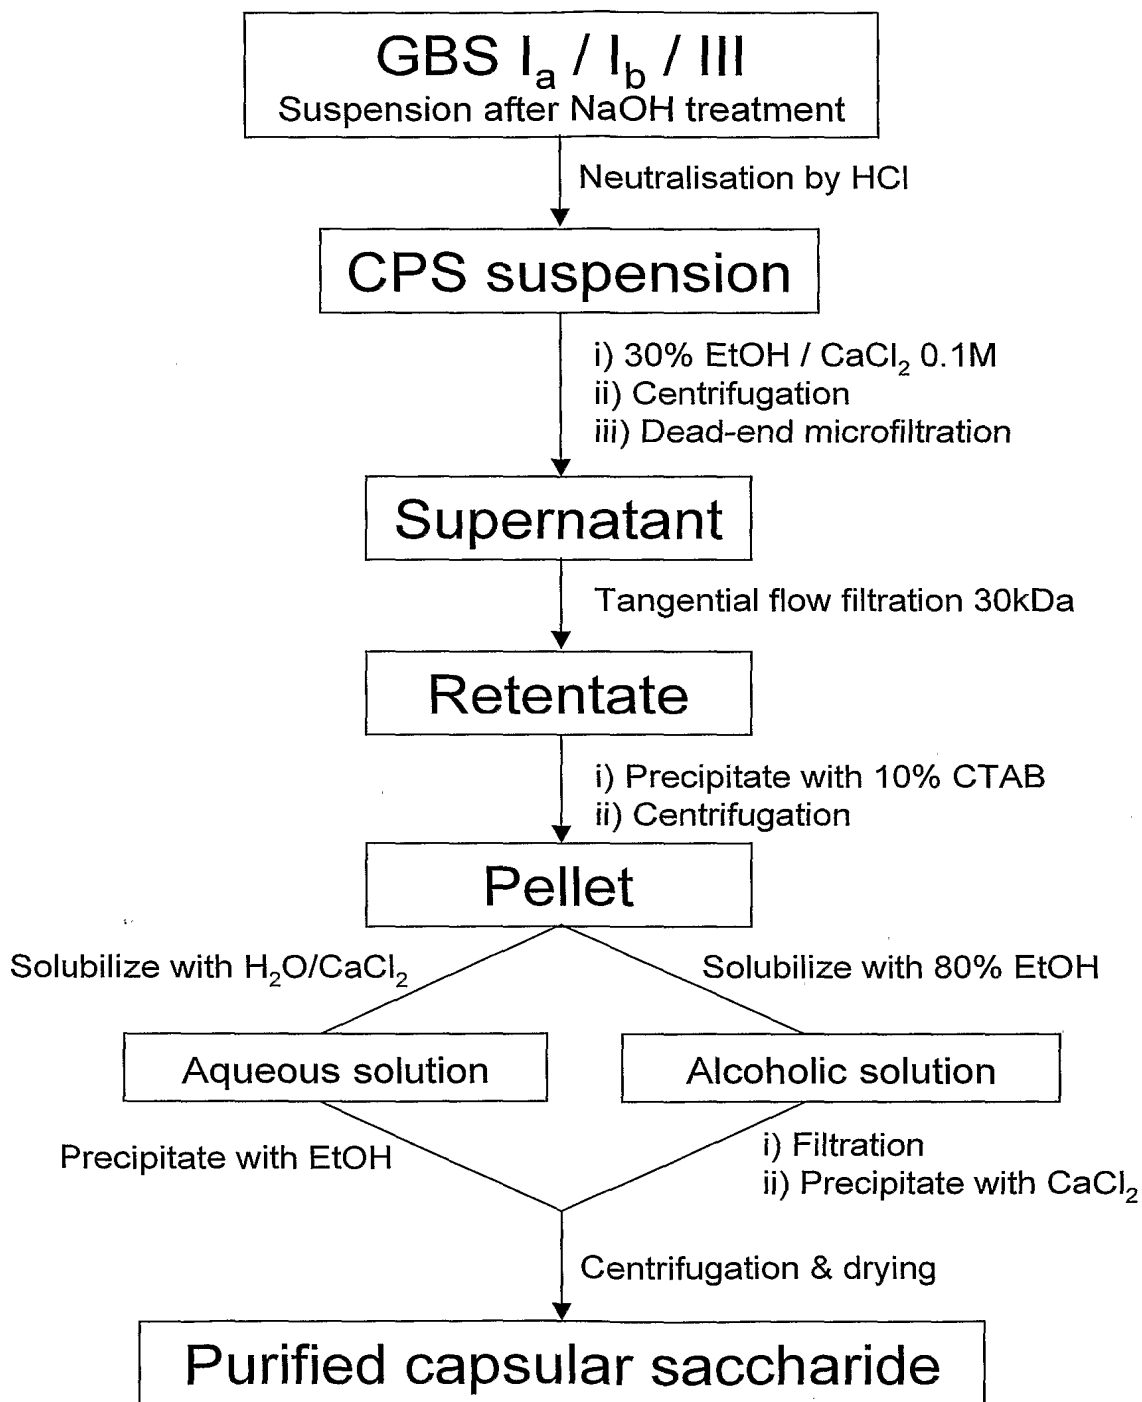 GBS Iₐ / I_b / III
Suspension after NaOH treatment
Neutralisation by HCl
CPS suspension
i) 30% EtOH / CaCl₂ 0.1M
ii) Centrifugation
iii) Dead-end microfiltration
Supernatant
Tangential flow filtration 30kDa
Retentate
i) Precipitate with 10% CTAB
ii) Centrifugation
Pellet
Solubilize with H₂O/CaCl₂
Solubilize with 80% EtOH
Aqueous solution
Alcoholic solution
Precipitate with EtOH
i) Filtration
ii) Precipitate with CaCl₂
Centrifugation & drying
Purified capsular saccharide